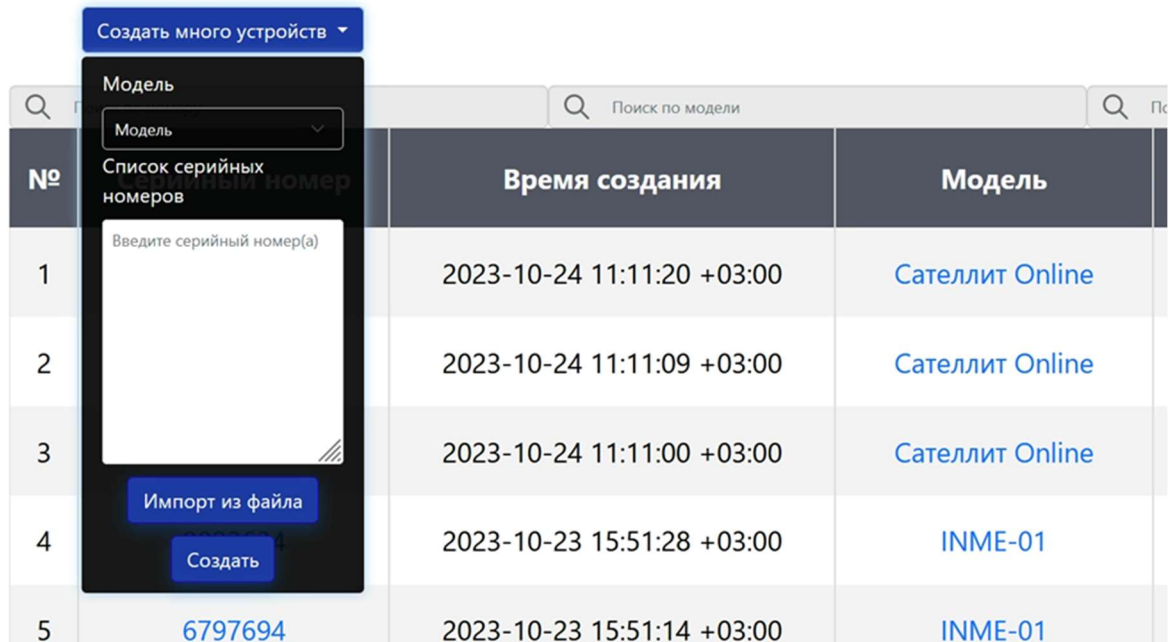 Создать много устройств
Модель
Поиск по модели
Модель
Список серийных
номеров
№
Серийный номер
Время создания
Модель
Введите серийный номер(а)
1
2023-10-24 11:11:20 +03:00
Сателлит Online
2
2023-10-24 11:11:09 +03:00
Сателлит Online
3
2023-10-24 11:11:00 +03:00
Сателлит Online
Импорт из файла
4
2023-10-23 15:51:28 +03:00
INME-01
Создать
5
6797694
2023-10-23 15:51:14 +03:00
INME-01